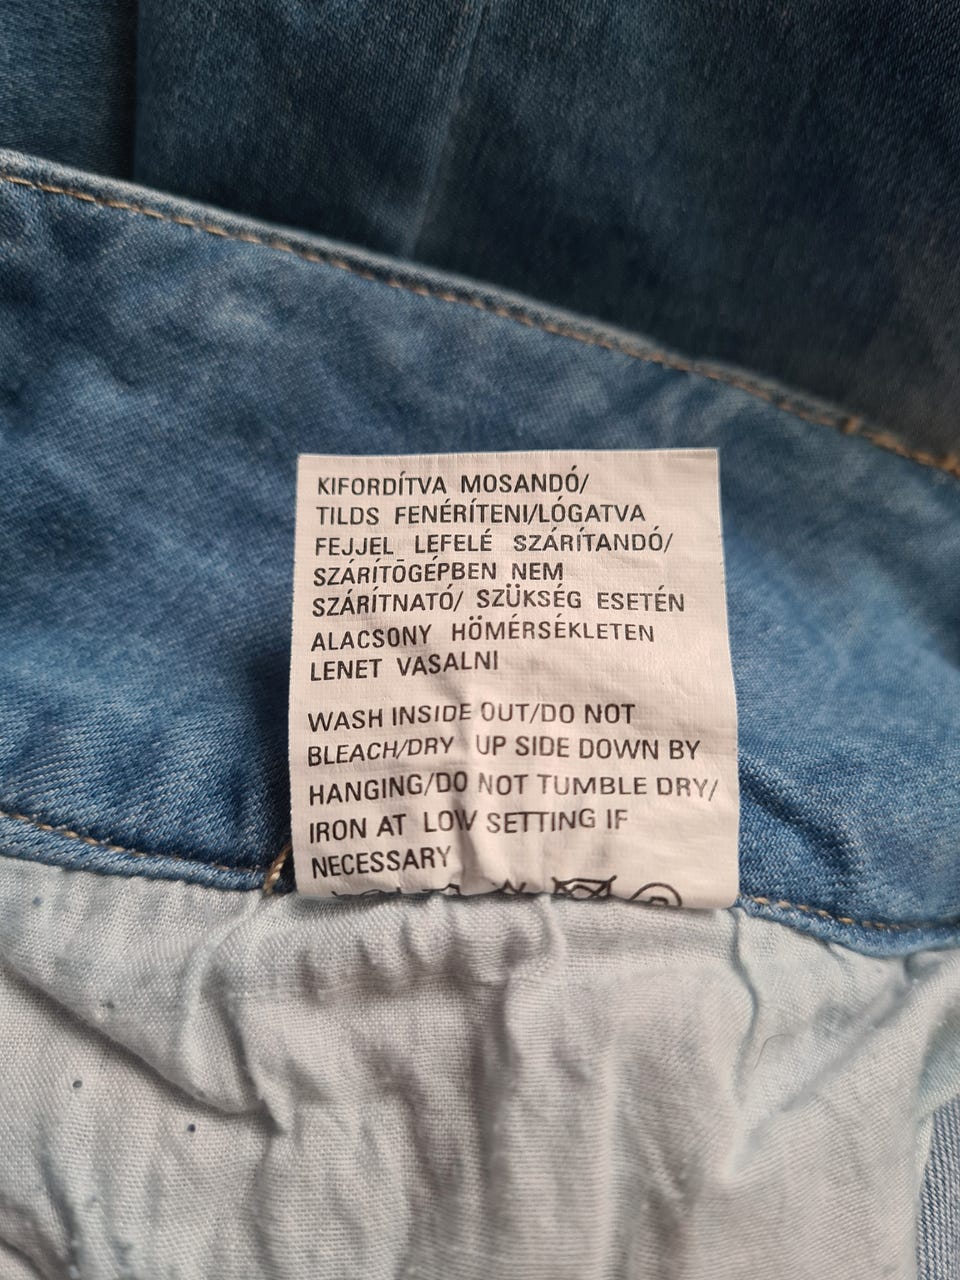 KIFORDÍTVA MOSANDÓ/
TILDS FENÉRÍTENI/LÓGATVA
FEJJEL LEFELÉ SZÁRÍTANDÓ/
SZÁRÍTŌGÉPBEN NEM
SZÁRÍTNATÓ/ SZÜKSÉG ESETÉN
ALACSONY HÖMÉRSÉKLETEN
LENET VASALNI
WASH INSIDE OUT/DO NOT
BLEACH/DRY UP SIDE DOWN BY
HANGING/DO NOT TUMBLE DRY/
IRON AT LOW SETTING IF
NECESSARY